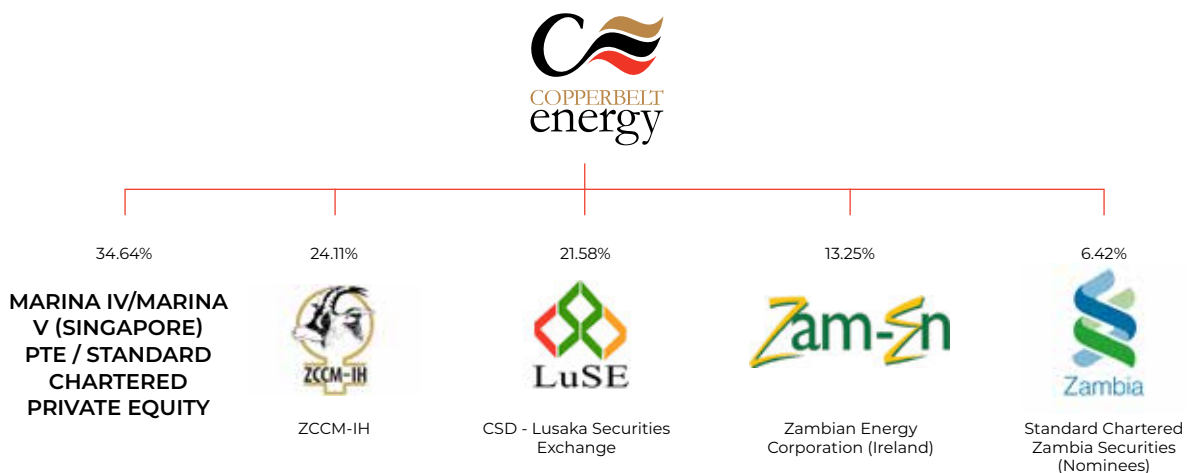 COPPERBELT
energy
34.64%
24.11%
21.58%
13.25%
6.42%
MARINA IV/MARINA
V (SINGAPORE)
PTE / STANDARD
CHARTERED
PRIVATE EQUITY
ZCCM-IH
ZCCM-IH
LuSE
CSD - Lusaka Securities
Exchange
Zam-En
Zambian Energy
Corporation (Ireland)
Zambia
Standard Chartered
Zambia Securities
(Nominees)